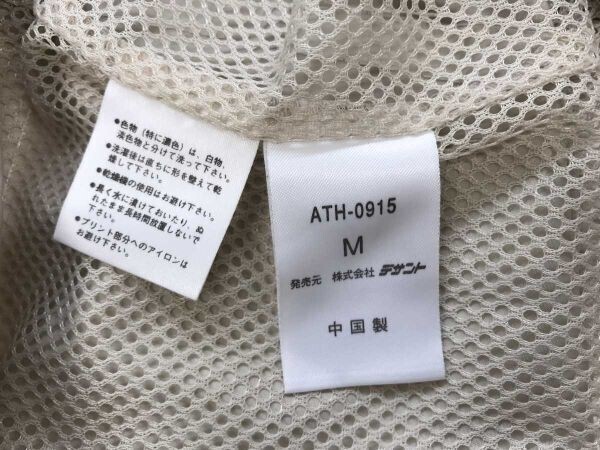 ●色物（特に濃色）は、白物、
淡色物と分けて洗って下さい。
●洗濯後は直ちに形を整えて乾
燥して下さい。
●乾燥機の使用はお避け下さい。
●長く水に漬けておいたり、ぬ
れたまま長時間放置しないで
下さい。
●プリント部分へのアイロンは
お避け下さい。
ATH-0915
M
発売元 株式会社 デサント
中国製